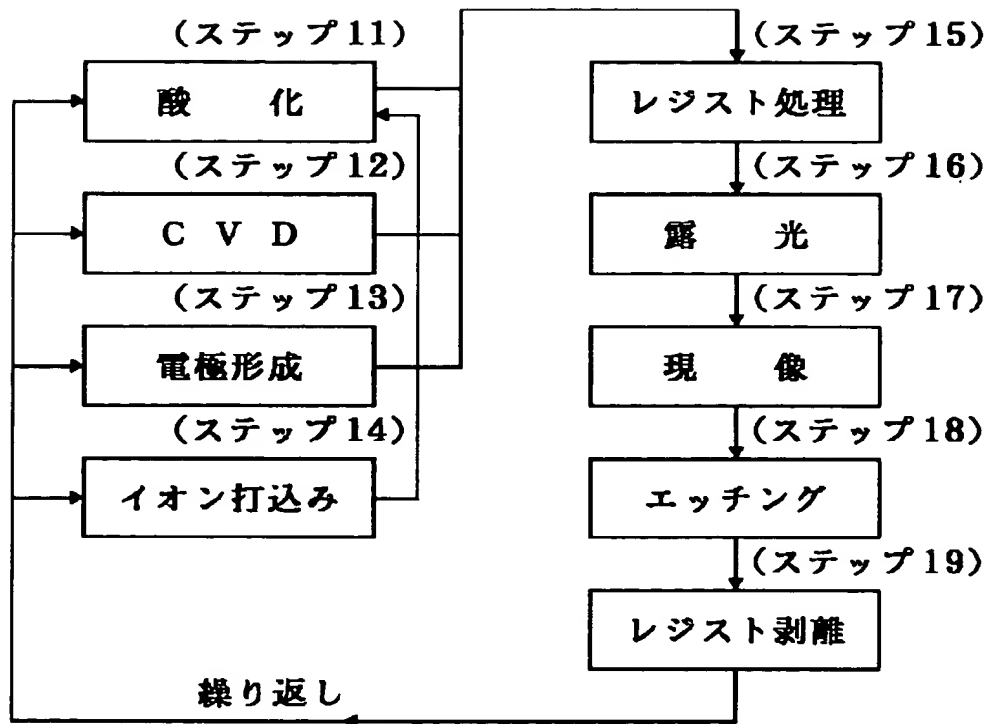 （ステップ11）
酸　化
（ステップ12）
ＣＶＤ
（ステップ13）
電極形成
（ステップ14）
イオン打込み
（ステップ15）
レジスト処理
（ステップ16）
露　光
（ステップ17）
現　像
（ステップ18）
エッチング
（ステップ19）
レジスト剥離
繰り返し